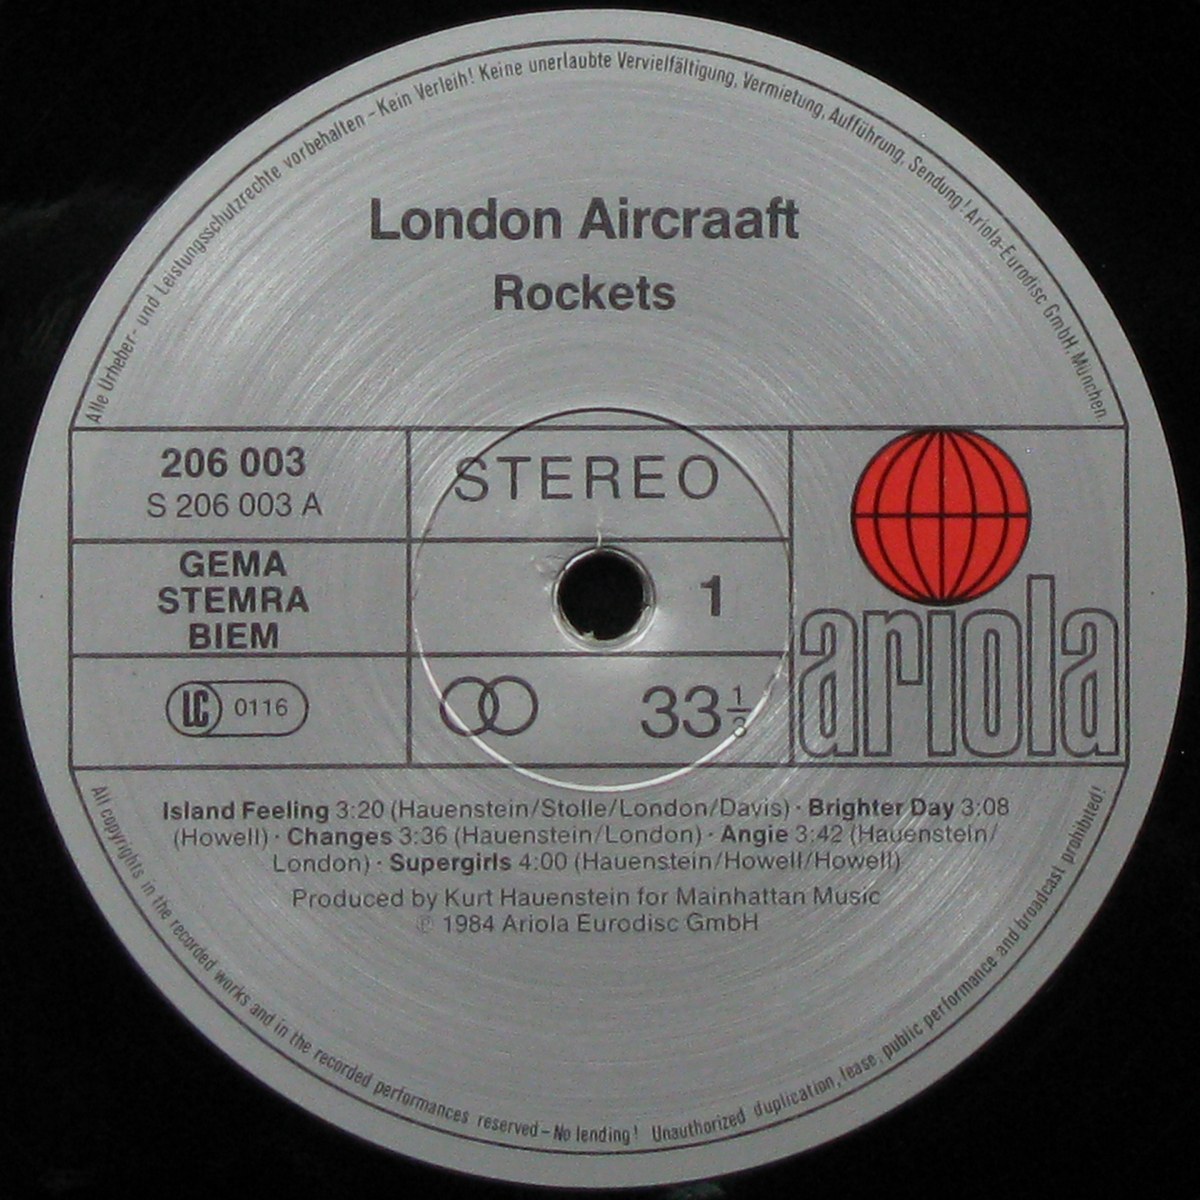 Alle Urheber- und Leistungsschutzrechte vorbehalten – Kein Verleih! Keine unerlaubte Vervielfältigung, Vermietung, Aufführung, Sendung! Ariola-Eurodisc GmbH, München.
London Aircraaft
Rockets
206 003
S 206 003 A
STEREO
GEMA
STEMRA
BIEM
1
LC 0116
33 1/3
ariola
Island Feeling 3:20 (Hauenstein/Stolle/London/Davis) · Brighter Day 3:08
(Howell) · Changes 3:36 (Hauenstein/London) · Angie 3:42 (Hauenstein/
London) · Supergirls 4:00 (Hauenstein/Howell/Howell)
Produced by Kurt Hauenstein for Mainhattan Music
℗ 1984 Ariola Eurodisc GmbH
All copyrights in the recorded works and in the recorded performances reserved – No lending! Unauthorized duplication, lease, public performance and broadcast prohibited!